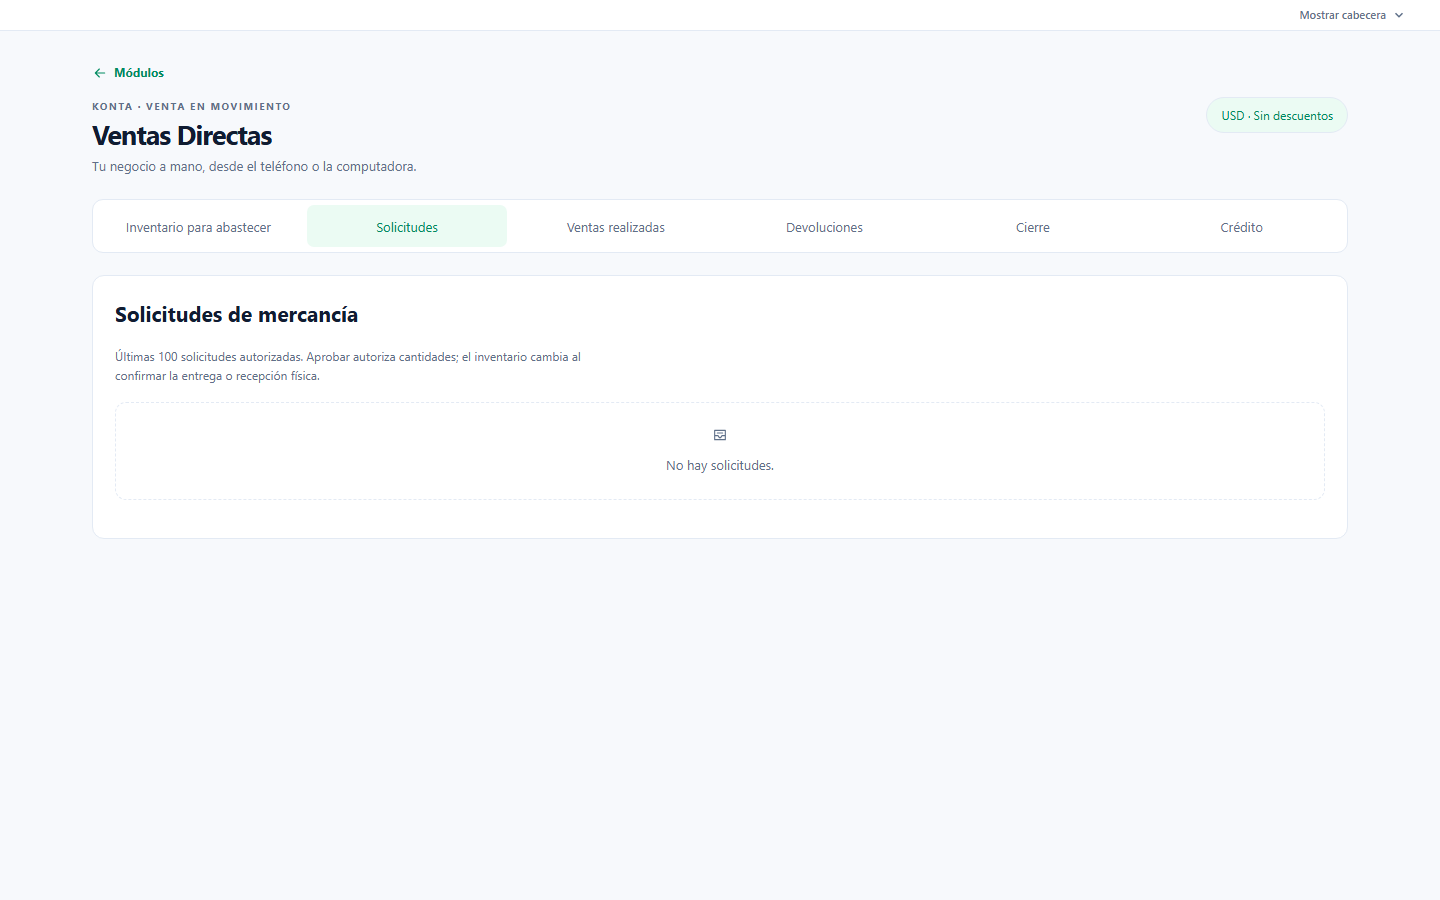 Mostrar cabecera
Módulos
KONTA · VENTA EN MOVIMIENTO
Ventas Directas
Tu negocio a mano, desde el teléfono o la computadora.
USD · Sin descuentos
Inventario para abastecer
Solicitudes
Ventas realizadas
Devoluciones
Cierre
Crédito
Solicitudes de mercancía
Últimas 100 solicitudes autorizadas. Aprobar autoriza cantidades; el inventario cambia al
confirmar la entrega o recepción física.
No hay solicitudes.